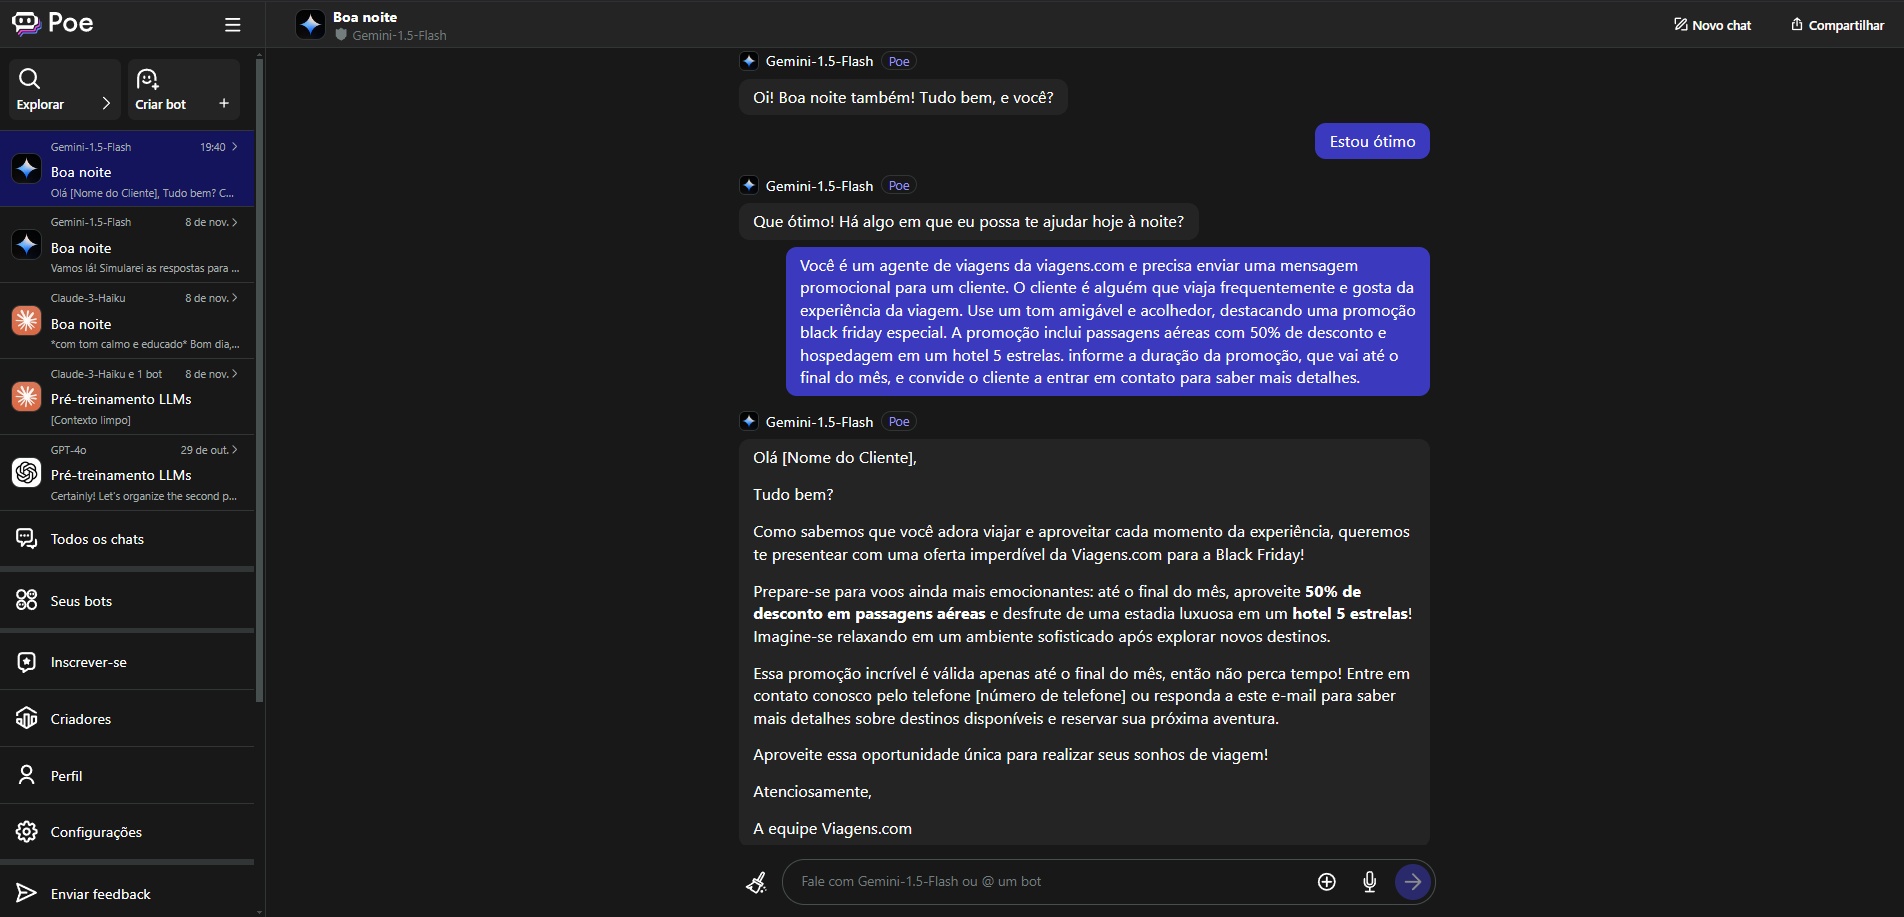 Poe
Explorar
Criar bot
Gemini-1.5-Flash 19:40
Boa noite
Olá [Nome do Cliente], Tudo bem? C...
Gemini-1.5-Flash 8 de nov.
Boa noite
Vamos lá! Simularei as respostas para ...
Claude-3-Haiku 8 de nov.
Boa noite
*com tom calmo e educado* Bom dia,...
Claude-3-Haiku e 1 bot 8 de nov.
Pré-treinamento LLMs
[Contexto limpo]
GPT-4o 29 de out.
Pré-treinamento LLMs
Certainly! Let's organize the second p...
Todos os chats
Seus bots
Inscrever-se
Criadores
Perfil
Configurações
Enviar feedback
Boa noite
Gemini-1.5-Flash
Novo chat
Compartilhar
Gemini-1.5-Flash Poe
Oi! Boa noite também! Tudo bem, e você?
Estou ótimo
Gemini-1.5-Flash Poe
Que ótimo! Há algo em que eu possa te ajudar hoje à noite?
Você é um agente de viagens da viagens.com e precisa enviar uma mensagem
promocional para um cliente. O cliente é alguém que viaja frequentemente e gosta da
experiência da viagem. Use um tom amigável e acolhedor, destacando uma promoção
black friday especial. A promoção inclui passagens aéreas com 50% de desconto e
hospedagem em um hotel 5 estrelas. informe a duração da promoção, que vai até o
final do mês, e convide o cliente a entrar em contato para saber mais detalhes.
Gemini-1.5-Flash Poe
Olá [Nome do Cliente],
Tudo bem?
Como sabemos que você adora viajar e aproveitar cada momento da experiência, queremos
te presentear com uma oferta imperdível da Viagens.com para a Black Friday!
Prepare-se para voos ainda mais emocionantes: até o final do mês, aproveite 50% de
desconto em passagens aéreas e desfrute de uma estadia luxuosa em um hotel 5 estrelas!
Imagine-se relaxando em um ambiente sofisticado após explorar novos destinos.
Essa promoção incrível é válida apenas até o final do mês, então não perca tempo! Entre em
contato conosco pelo telefone [número de telefone] ou responda a este e-mail para saber
mais detalhes sobre destinos disponíveis e reservar sua próxima aventura.
Aproveite essa oportunidade única para realizar seus sonhos de viagem!
Atenciosamente,
A equipe Viagens.com
Fale com Gemini-1.5-Flash ou @ um bot